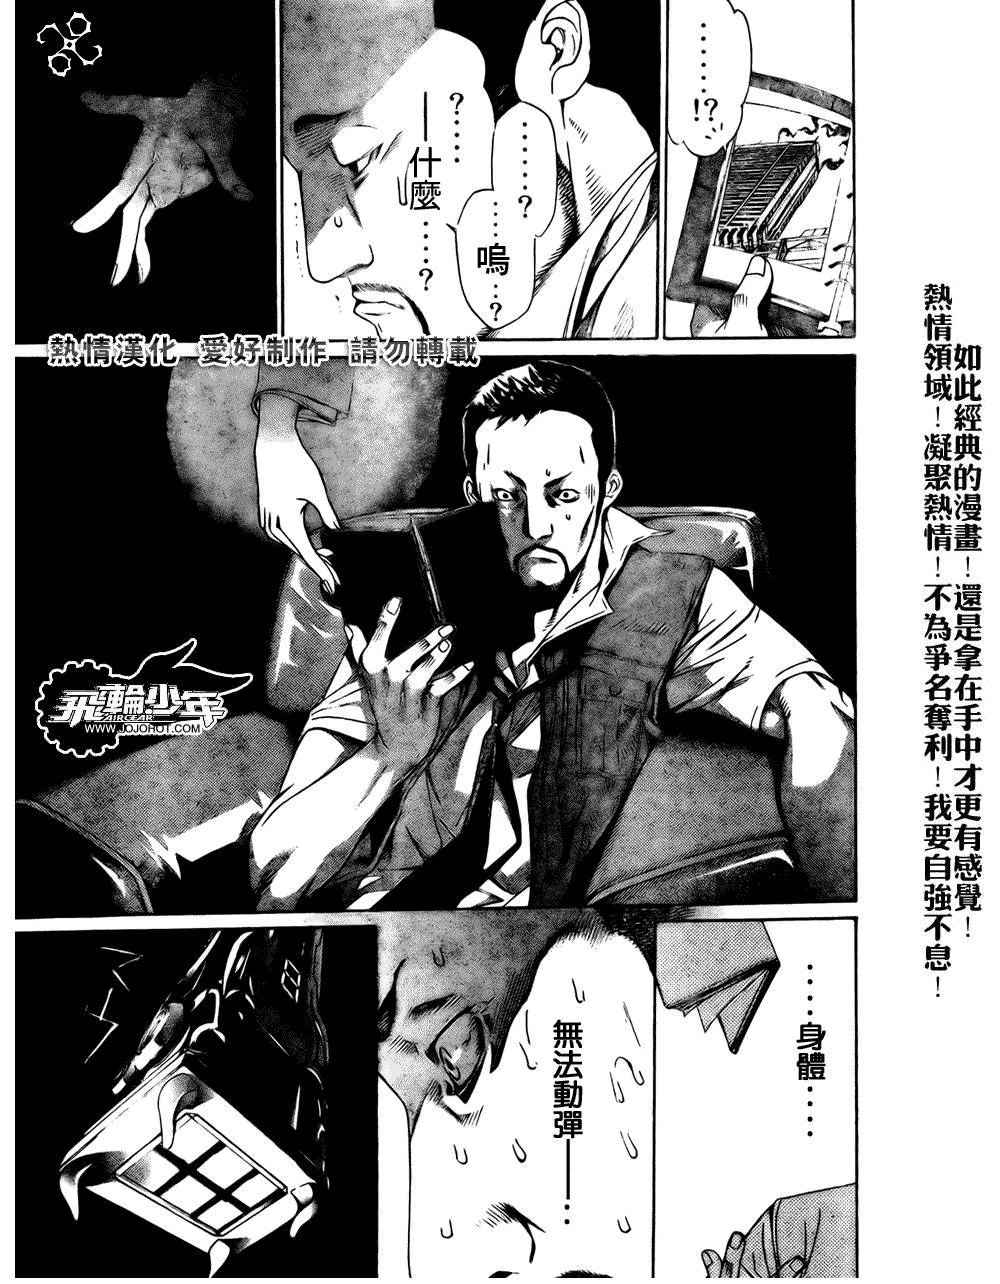 ……!?
……?
……嗚…?
?……
——什麼……?
熱情漢化 愛好制作 請勿轉載
飛輪少年
AIRGEAR
WWW.JOJOHOT.COM
……身體……
無法動彈——…
如此經典的漫畫！還是拿在手中才更有感覺！
熱情領域！凝聚熱情！不為爭名奪利！我要自強不息！